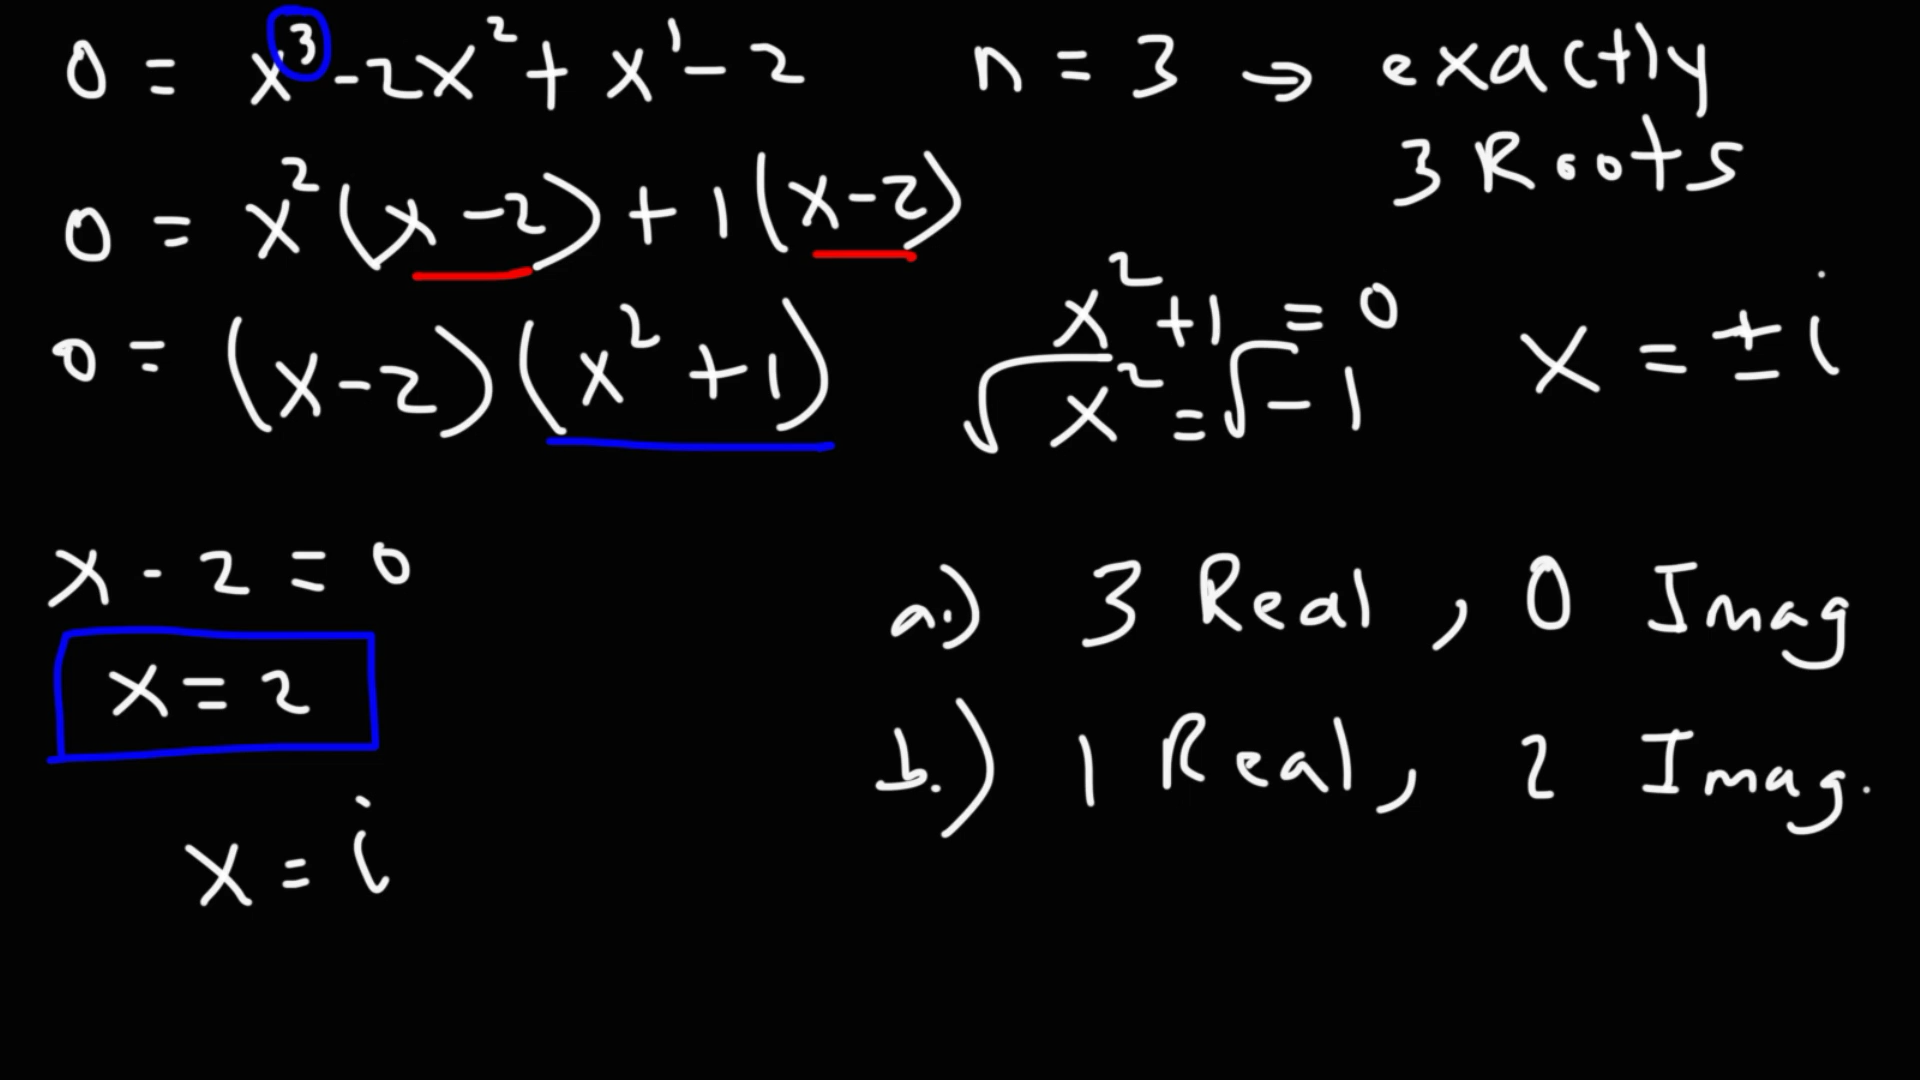 0 = x³ - 2x² + x¹ - 2
n = 3 → exactly
3 Roots
0 = x²(x - 2) + 1(x - 2)
0 = (x - 2)(x² + 1)
x² + 1 = 0
√x² = √-1
x = ± i
x - 2 = 0
x = 2
x = i
a.) 3 Real, 0 Imag
b.) 1 Real, 2 Imag.